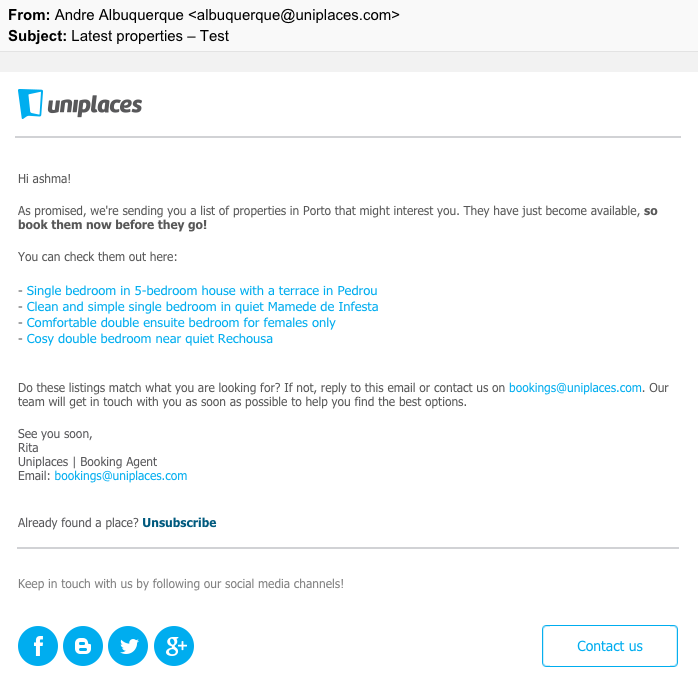 From: Andre Albuquerque <albuquerque@uniplaces.com>
Subject: Latest properties – Test
uniplaces
Hi ashma!
As promised, we're sending you a list of properties in Porto that might interest you. They have just become available, so
book them now before they go!
You can check them out here:
- Single bedroom in 5-bedroom house with a terrace in Pedrou
- Clean and simple single bedroom in quiet Mamede de Infesta
- Comfortable double ensuite bedroom for females only
- Cosy double bedroom near quiet Rechousa
Do these listings match what you are looking for? If not, reply to this email or contact us on bookings@uniplaces.com. Our
team will get in touch with you as soon as possible to help you find the best options.
See you soon,
Rita
Uniplaces | Booking Agent
Email: bookings@uniplaces.com
Already found a place? Unsubscribe
Keep in touch with us by following our social media channels!
Contact us